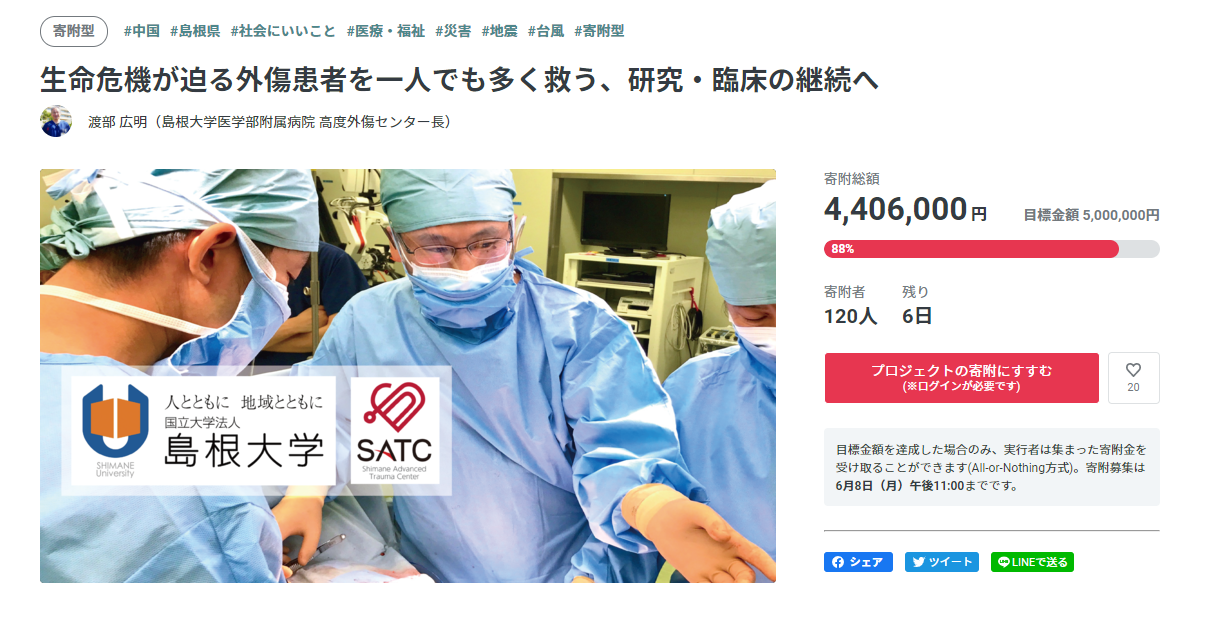 寄附型 #中国 #島根県 #社会にいいこと #医療・福祉 #災害 #地震 #台風 #寄附型
生命危機が迫る外傷患者を一人でも多く救う、研究・臨床の継続へ
渡部 広明（島根大学医学部附属病院 高度外傷センター長）
人とともに 地域とともに
国立大学法人
島根大学
SHIMANE
University
SATC
Shimane Advanced
Trauma Center
寄附総額
4,406,000円 目標金額 5,000,000円
88%
寄附者 残り
120人 6日
プロジェクトの寄附にすすむ
(※ログインが必要です)
20
目標金額を達成した場合のみ、実行者は集まった寄附金を
受け取ることができます(All-or-Nothing方式)。寄附募集は
6月8日（月）午後11:00までです。
シェア ツイート LINEで送る